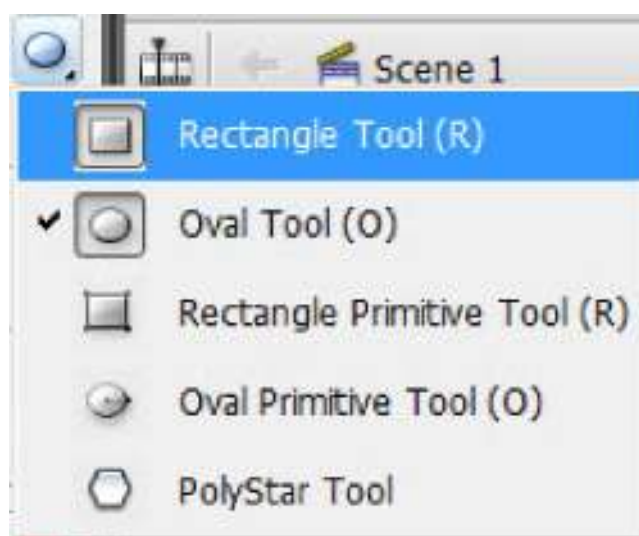 Scene 1
Rectangle Tool (R)
Oval Tool (O)
Rectangle Primitive Tool (R)
Oval Primitive Tool (O)
PolyStar Tool